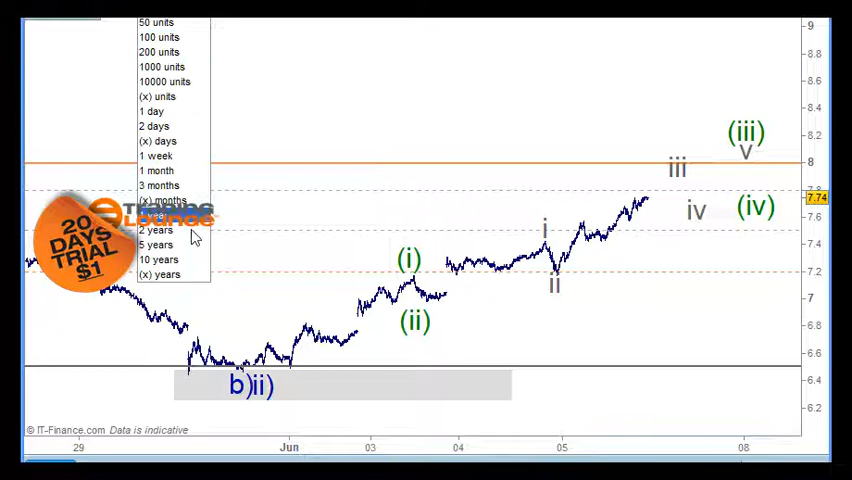 50 units
100 units
200 units
1000 units
10000 units
(x) units
1 day
2 days
(x) days
1 week
1 month
3 months
(x) months
2 years
5 years
10 years
(x) years
Trading
Lounge
20
DAYS
TRIAL
$1
b)ii)
(i)
(ii)
i
ii
iii
iv
(iii)
v
(iv)
9
8.8
8.6
8.4
8.2
8
7.8
7.74
7.6
7.4
7.2
7
6.8
6.6
6.4
6.2
© IT-Finance.com Data is indicative
29 Jun 03 04 05 08